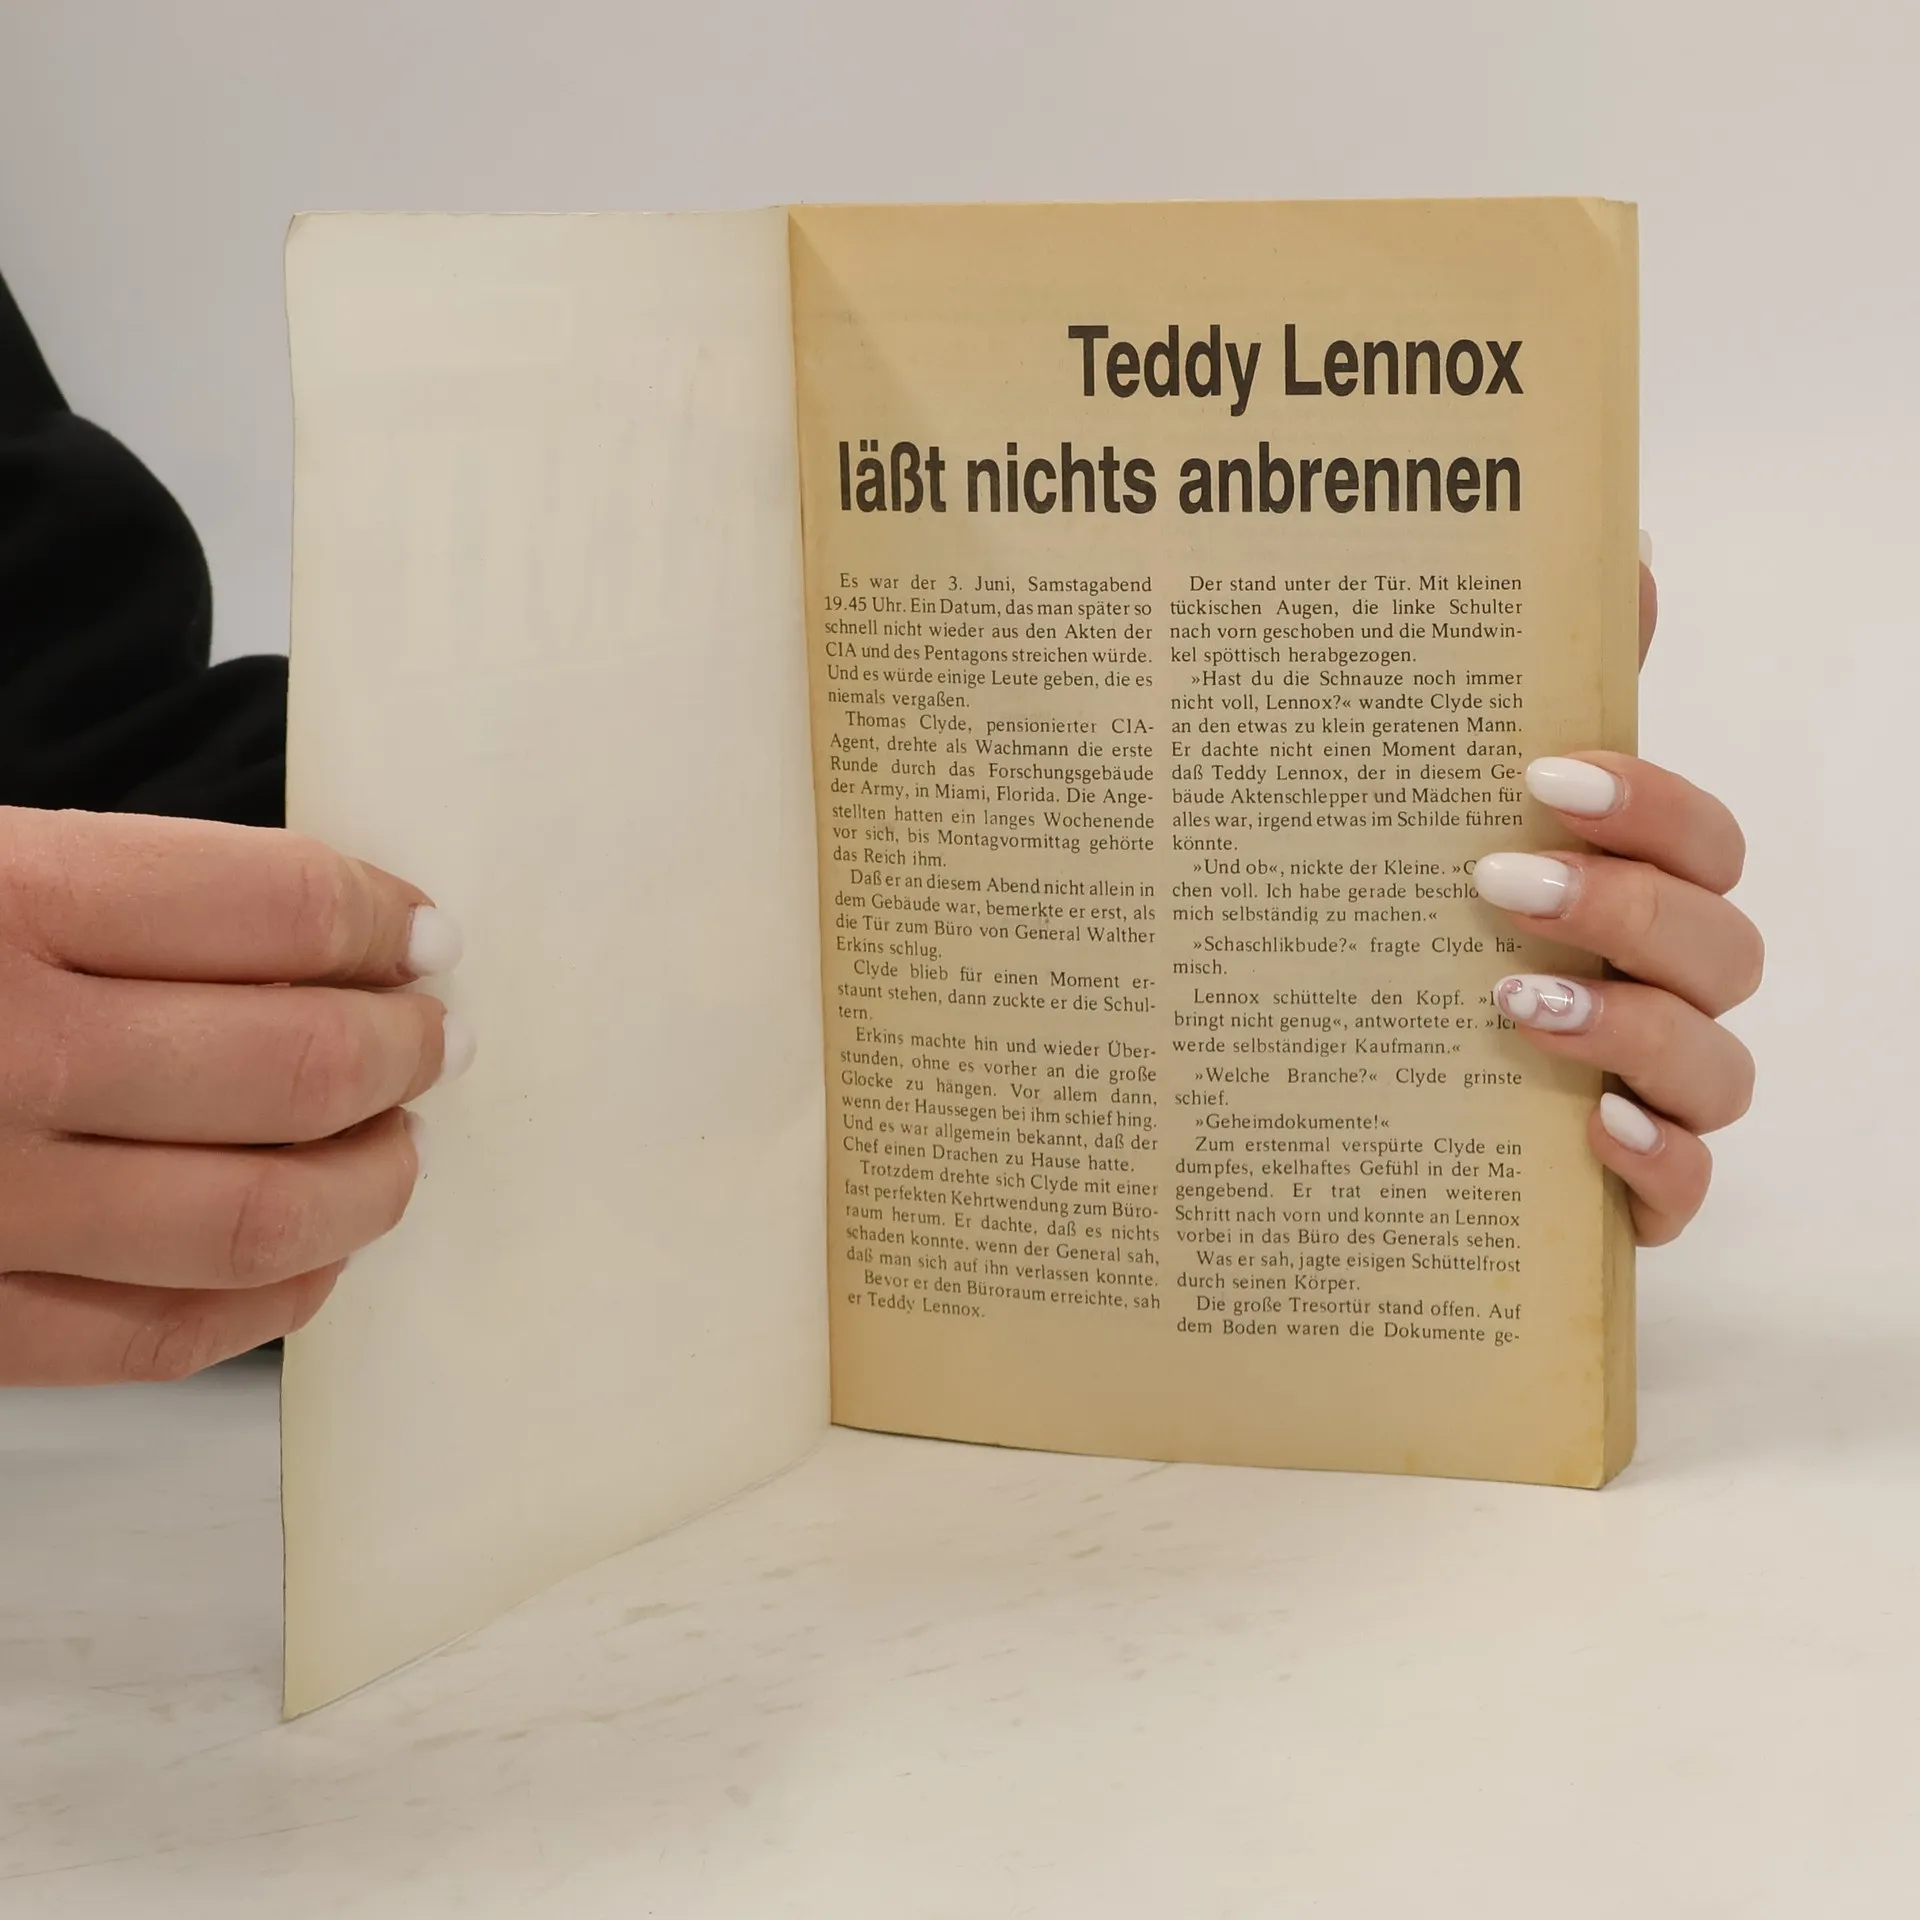 Teddy Lennox
läßt nichts anbrennen
Es war der 3. Juni, Samstagabend
19.45 Uhr. Ein Datum, das man später so
schnell nicht wieder aus den Akten der
CIA und des Pentagons streichen würde.
Und es würde einige Leute geben, die es
niemals vergaßen.
Thomas Clyde, pensionierter CIA-
Agent, drehte als Wachmann die erste
Runde durch das Forschungsgebäude
der Army, in Miami, Florida. Die Ange-
stellten hatten ein langes Wochenende
vor sich, bis Montagvormittag gehörte
das Reich ihm.
Daß er an diesem Abend nicht allein in
dem Gebäude war, bemerkte er erst, als
die Tür zum Büro von General Walther
Erkins schlug.
Clyde blieb für einen Moment er-
staunt stehen, dann zuckte er die Schul-
tern.
Erkins machte hin und wieder Über-
stunden, ohne es vorher an die große
Glocke zu hängen. Vor allem dann,
wenn der Haussegen bei ihm schief hing.
Und es war allgemein bekannt, daß der
Chef einen Drachen zu Hause hatte.
Trotzdem drehte sich Clyde mit einer
fast perfekten Kehrtwendung zum Büro-
raum herum. Er dachte, daß es nichts
schaden konnte, wenn der General sah,
daß man sich auf ihn verlassen konnte.
Bevor er den Büroraum erreichte, sah
er Teddy Lennox.
Der stand unter der Tür. Mit kleinen
tückischen Augen, die linke Schulter
nach vorn geschoben und die Mundwin-
kel spöttisch herabgezogen.
»Hast du die Schnauze noch immer
nicht voll, Lennox?« wandte Clyde sich
an den etwas zu klein geratenen Mann.
Er dachte nicht einen Moment daran,
daß Teddy Lennox, der in diesem Ge-
bäude Aktenschlepper und Mädchen für
alles war, irgend etwas im Schilde führen
könnte.
»Und ob«, nickte der Kleine.
chen voll. Ich habe gerade
mich selbständig zu machen.«
»Schaschlikbude?« fragte Clyde hä-
misch.
Lennox schüttelte den Kopf.
bringt nicht genug«, antwortete er. »Ich
werde selbständiger Kaufmann.«
»Welche Branche?« Clyde grinste
schief.
»Geheimdokumente!«
Zum erstenmal verspürte Clyde ein
dumpfes, ekelhaftes Gefühl in der Ma-
gengebend. Er trat einen weiteren
Schritt nach vorn und konnte an Lennox
vorbei in das Büro des Generals sehen.
Was er sah, jagte eisigen Schüttelfrost
durch seinen Körper.
Die große Tresortür stand offen. Auf
dem Boden waren die Dokumente ge-